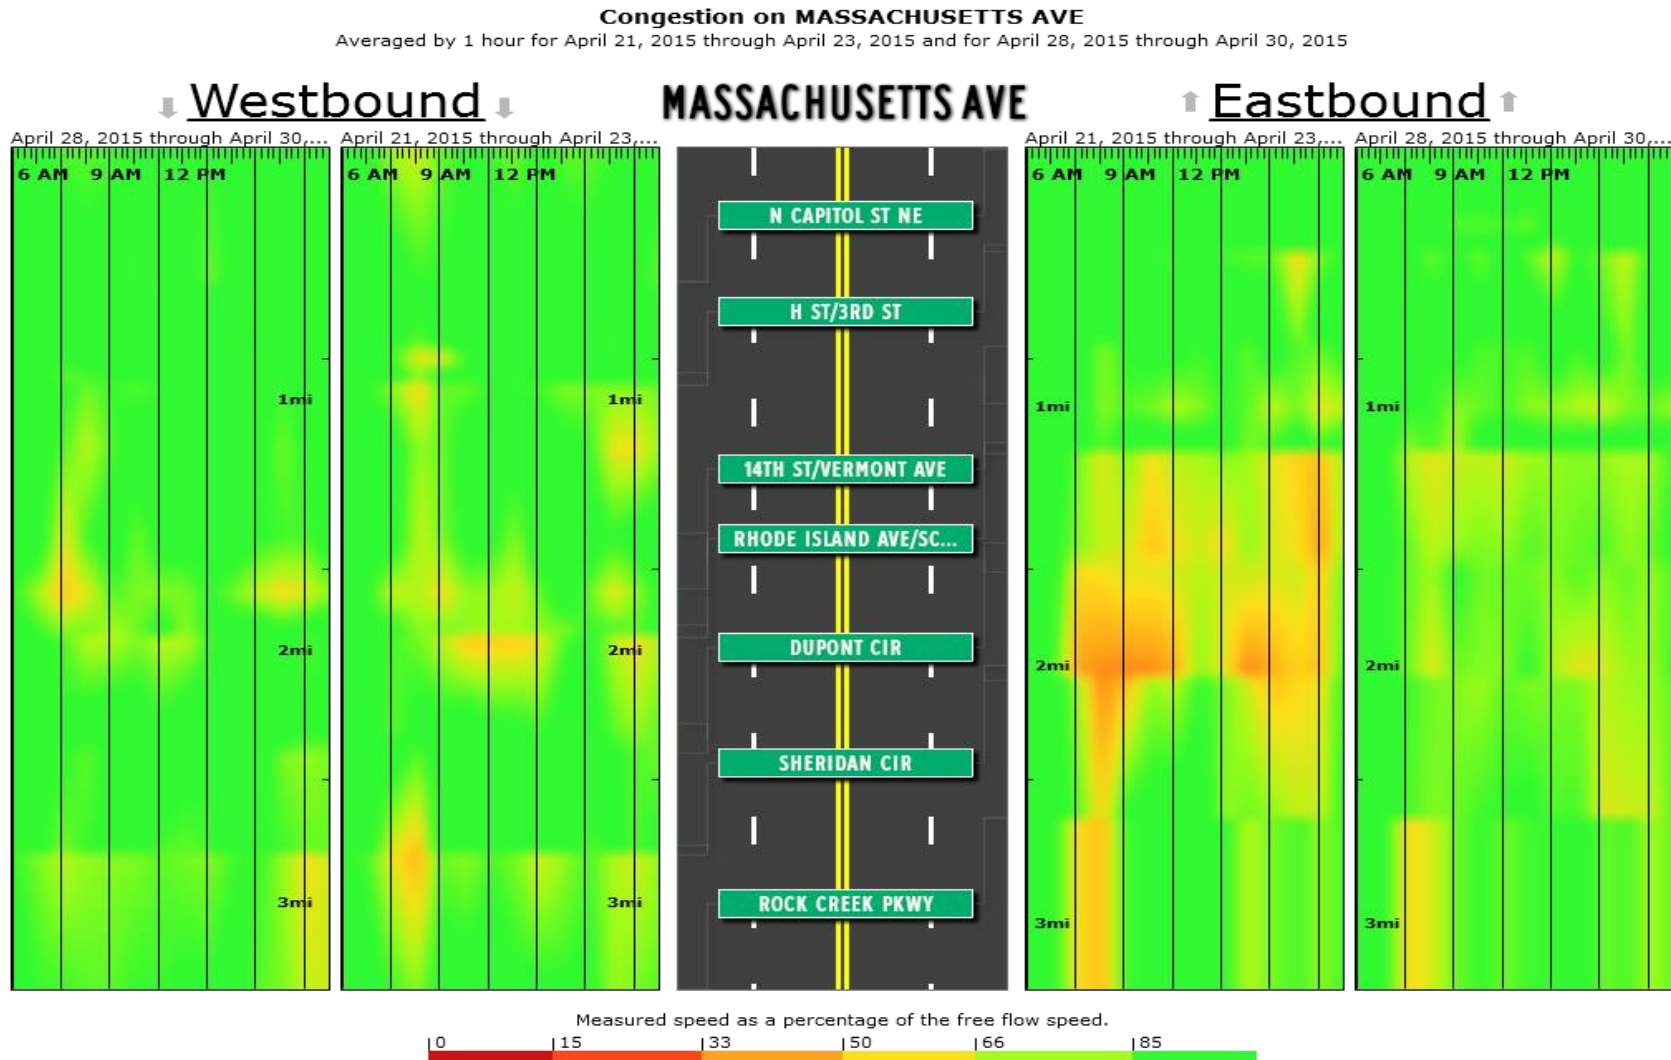 Congestion on MASSACHUSETTS AVE
Averaged by 1 hour for April 21, 2015 through April 23, 2015 and for April 28, 2015 through April 30, 2015
Westbound
MASSACHUSETTS AVE
Eastbound
April 28, 2015 through April 30,...
April 21, 2015 through April 23,...
April 21, 2015 through April 23,...
April 28, 2015 through April 30,...
6 AM 9 AM 12 PM
6 AM 9 AM 12 PM
6 AM 9 AM 12 PM
6 AM 9 AM 12 PM
N CAPITOL ST NE
H ST/3RD ST
1mi
1mi
1mi
1mi
14TH ST/VERMONT AVE
RHODE ISLAND AVE/SC...
DUPONT CIR
2mi
2mi
2mi
2mi
SHERIDAN CIR
ROCK CREEK PKWY
3mi
3mi
3mi
3mi
Measured speed as a percentage of the free flow speed.
0 15 33 50 66 85